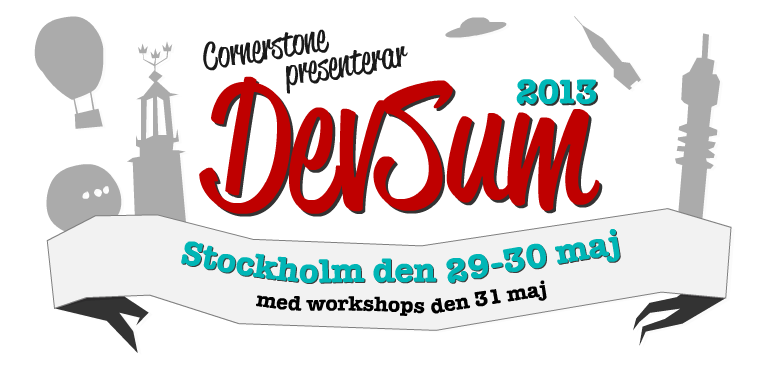 Cornerstone
presenterar
DevSum
2013
Stockholm den 29-30 maj
med workshops den 31 maj